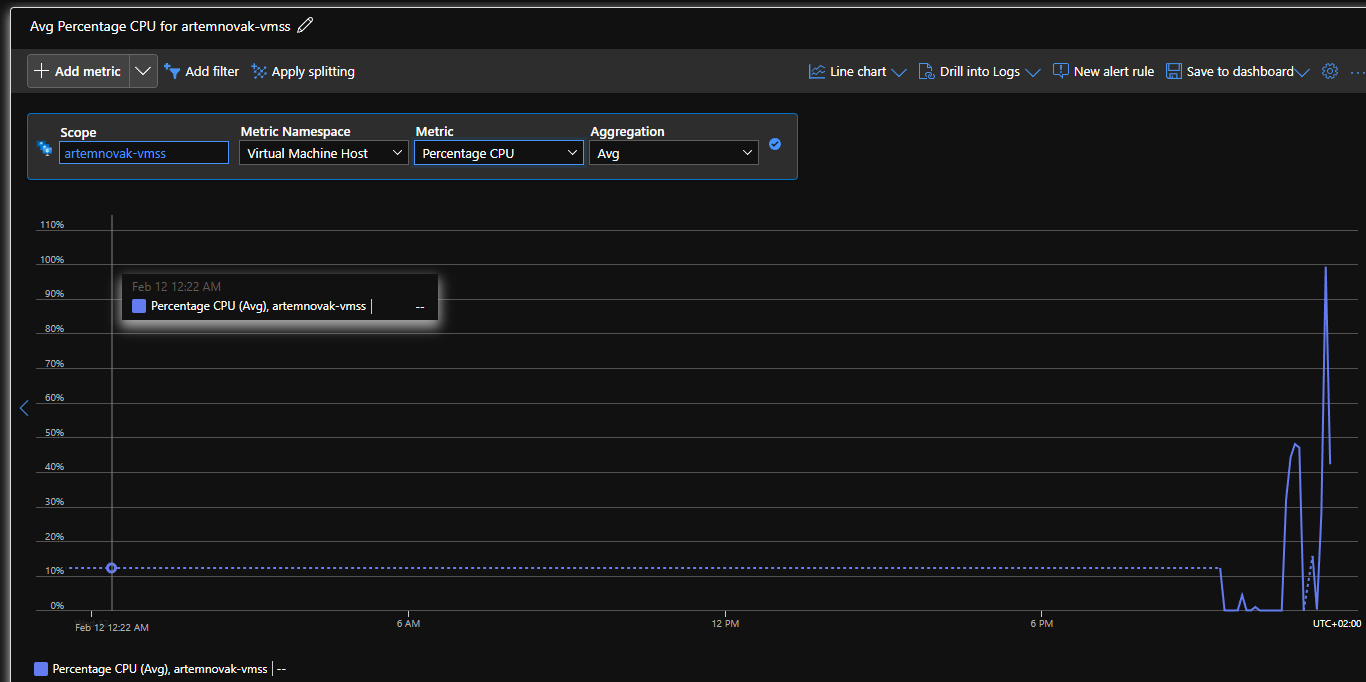 Avg Percentage CPU for artemnovak-vmss
Add metric Add filter Apply splitting Line chart Drill into Logs New alert rule Save to dashboard ...
Scope Metric Namespace Metric Aggregation
artemnovak-vmss Virtual Machine Host Percentage CPU Avg
110%
100%
Feb 12 12:22 AM
90%
Percentage CPU (Avg), artemnovak-vmss | --
80%
70%
60%
50%
40%
30%
20%
10%
0%
Feb 12 12:22 AM 6 AM 12 PM 6 PM UTC+02:00
Percentage CPU (Avg), artemnovak-vmss | --